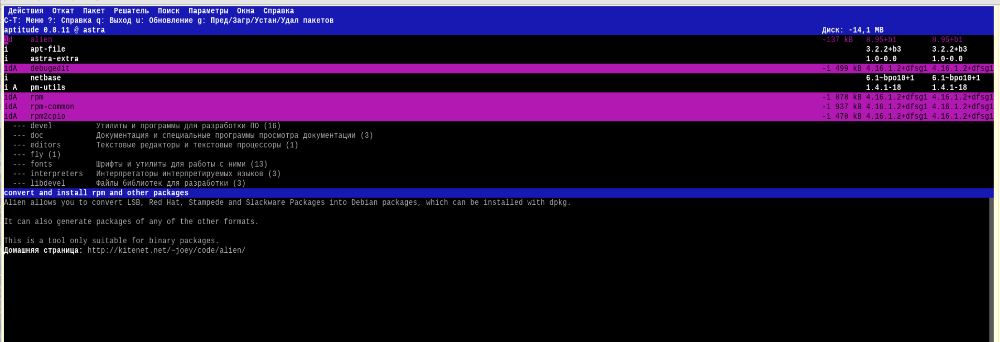 Действия Откат Пакет Решатель Поиск Параметры Окна Справка
C-T: Меню ?: Справка q: Выход u: Обновление g: Пред/Загр/Устан/Удал пакетов
aptitude 0.8.11 @ astra Диск: -14,1 MB
id alien -137 kB 8.95+b1 8.95+b1
i apt-file 3.2.2+b3 3.2.2+b3
i astra-extra 1.0-0.0 1.0-0.0
idA debugedit -1 499 kB 4.16.1.2+dfsg1 4.16.1.2+dfsg1
i netbase 6.1~bpo10+1 6.1~bpo10+1
i A pm-utils 1.4.1-18 1.4.1-18
idA rpm -1 878 kB 4.16.1.2+dfsg1 4.16.1.2+dfsg1
idA rpm-common -1 937 kB 4.16.1.2+dfsg1 4.16.1.2+dfsg1
idA rpm2cpio -1 478 kB 4.16.1.2+dfsg1 4.16.1.2+dfsg1
--- devel Утилиты и программы для разработки ПО (16)
--- doc Документация и специальные программы просмотра документации (3)
--- editors Текстовые редакторы и текстовые процессоры (1)
--- fly (1)
--- fonts Шрифты и утилиты для работы с ними (13)
--- interpreters Интерпретаторы интерпретируемых языков (3)
--- libdevel Файлы библиотек для разработки (3)
convert and install rpm and other packages
Alien allows you to convert LSB, Red Hat, Stampede and Slackware Packages into Debian packages, which can be installed with dpkg.
It can also generate packages of any of the other formats.
This is a tool only suitable for binary packages.
Домашняя страница: http://kitenet.net/~joey/code/alien/